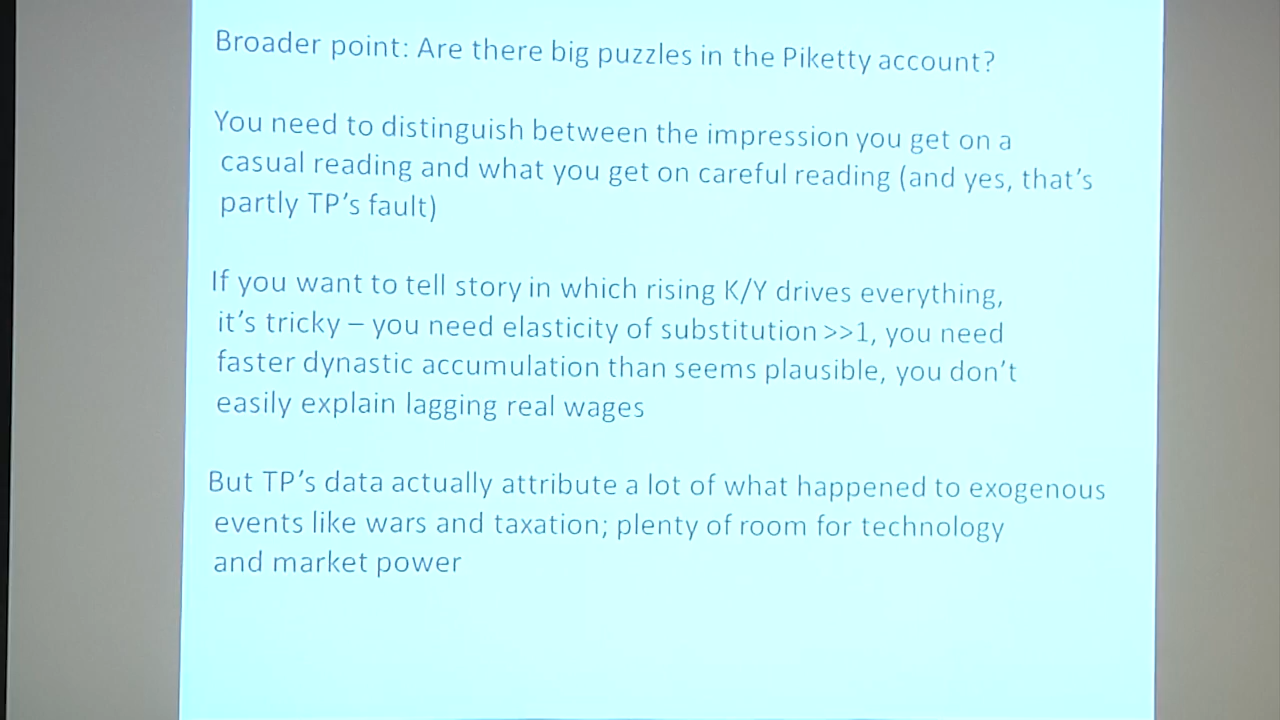 Broader point: Are there big puzzles in the Piketty account?
You need to distinguish between the impression you get on a
casual reading and what you get on careful reading (and yes, that's
partly TP's fault)
If you want to tell story in which rising K/Y drives everything,
it's tricky – you need elasticity of substitution >>1, you need
faster dynastic accumulation than seems plausible, you don't
easily explain lagging real wages
But TP's data actually attribute a lot of what happened to exogenous
events like wars and taxation; plenty of room for technology
and market power